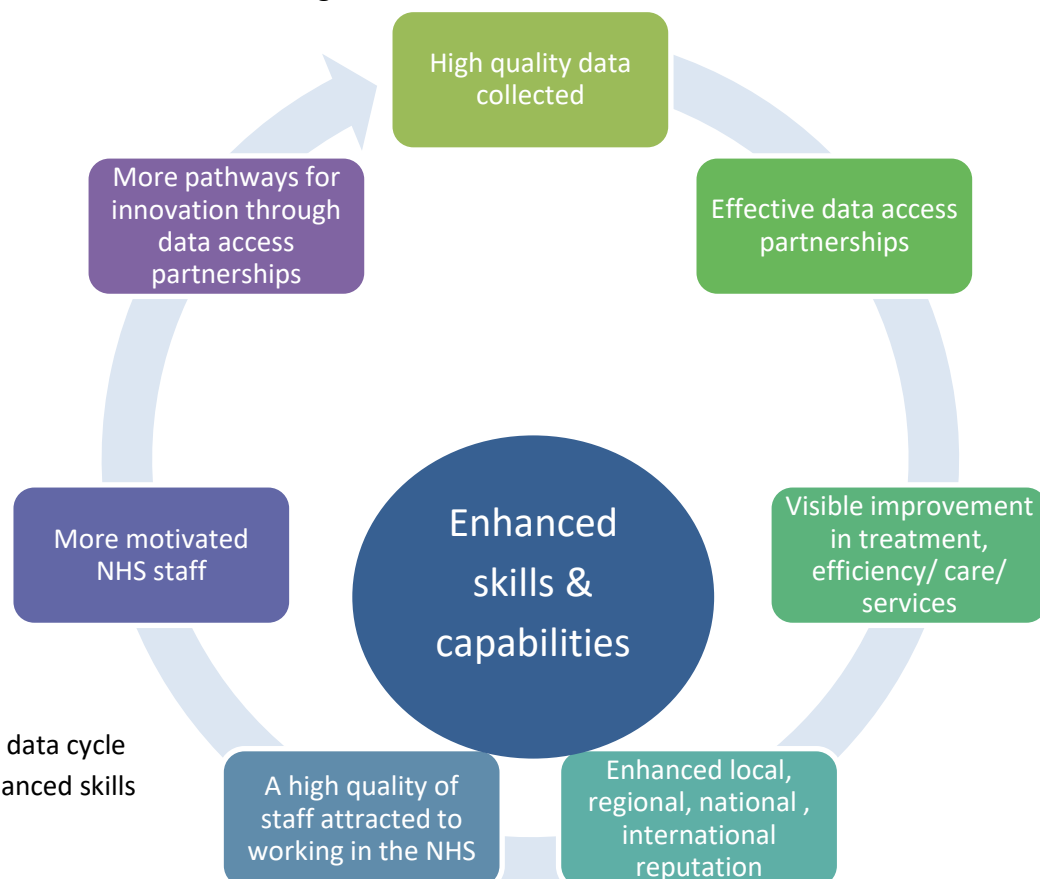 High quality data
collected
Effective data access
partnerships
Visible improvement
in treatment,
efficiency/ care/
services
Enhanced local,
regional, national ,
international
reputation
A high quality of
staff attracted to
working in the NHS
More motivated
NHS staff
More pathways for
innovation through
data access
partnerships
Enhanced
skills &
capabilities
data cycle
anced skills